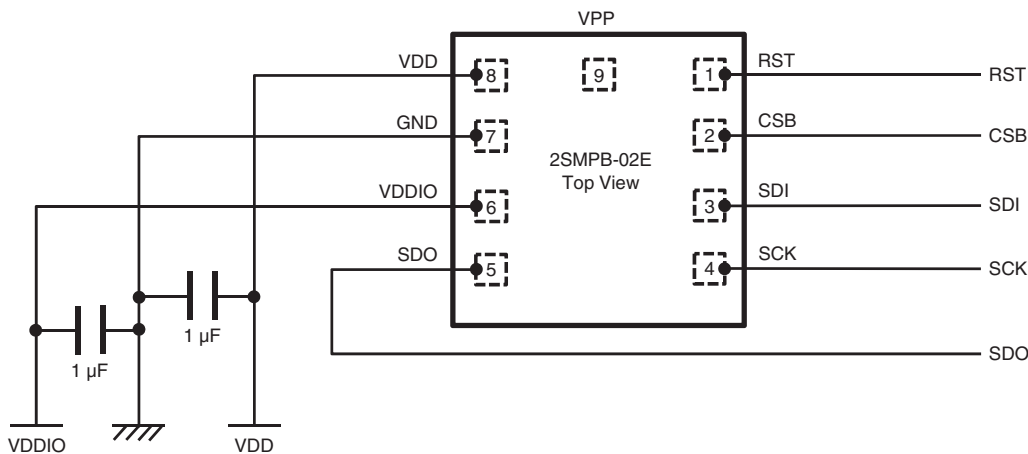 VPP
VDD 8 9 1 RST RST
GND 7 2 CSB CSB
2SMPB-02E
Top View
VDDIO 6 3 SDI SDI
SDO 5 4 SCK SCK
1 µF
1 µF
SDO
VDDIO VDD